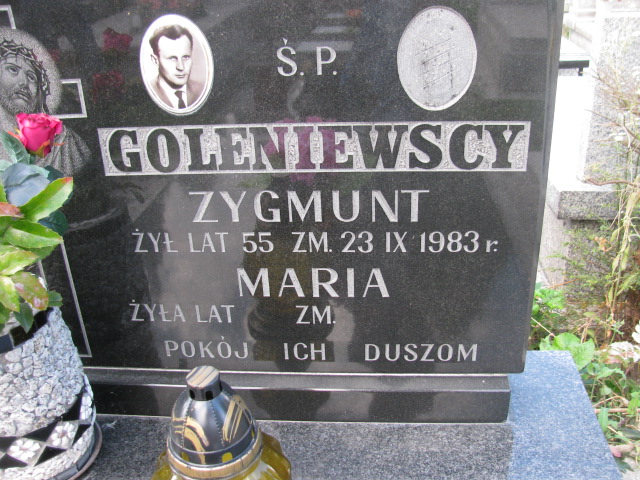 Ś. P.
GOLENIEWSCY
ZYGMUNT
ŻYŁ LAT 55 ZM. 23 IX 1983 r.
MARIA
ŻYŁA LAT ZM.
POKÓJ ICH DUSZOM